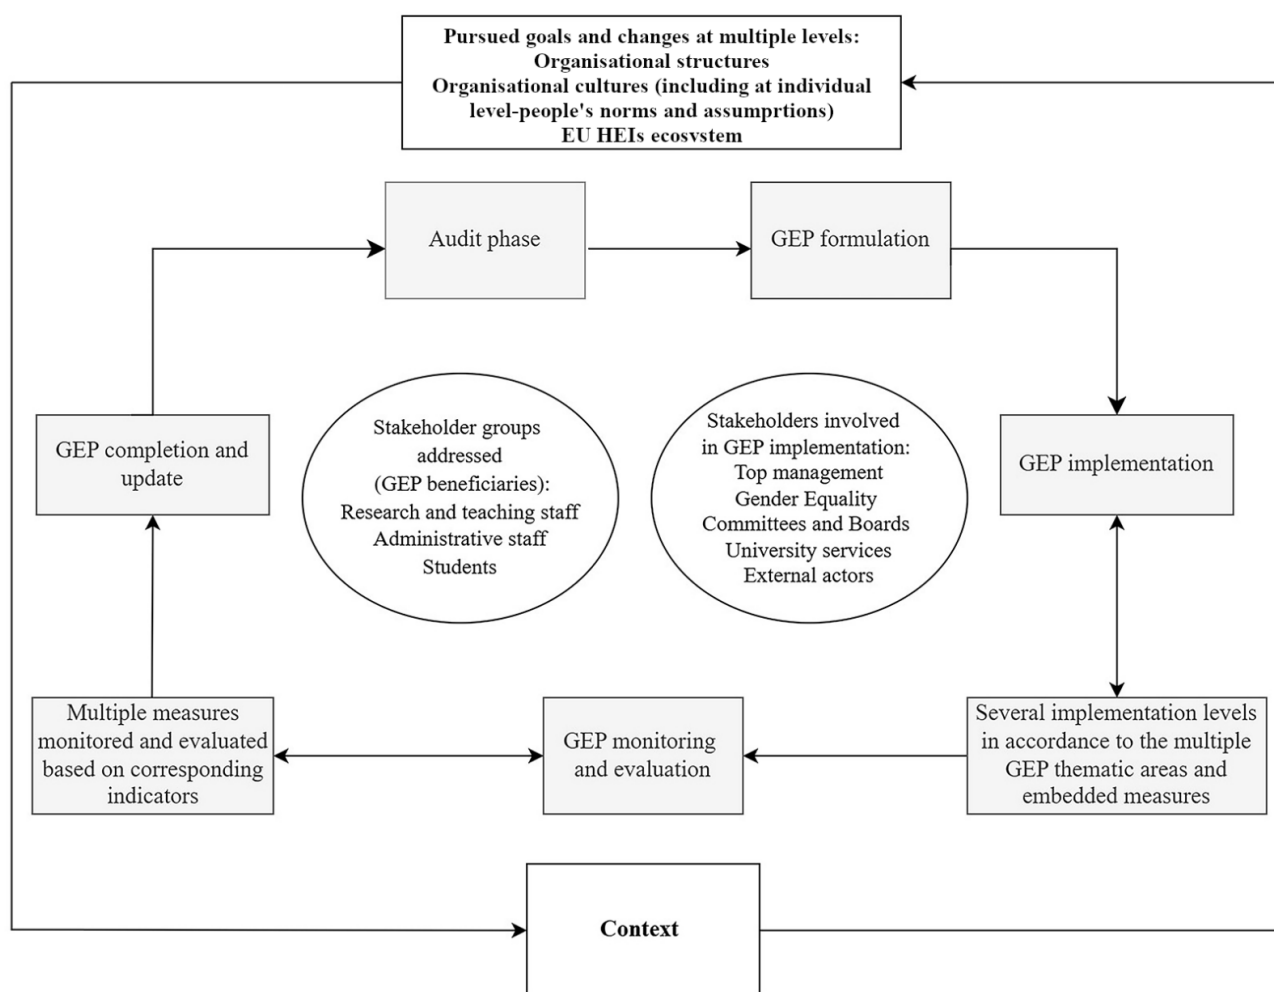 Pursued goals and changes at multiple levels:
Organisational structures
Organisational cultures (including at individual
level-people's norms and assumprtions)
EU HEIs ecosvstem
Audit phase
GEP formulation
GEP completion and
update
Stakeholder groups
addressed
(GEP beneficiaries):
Research and teaching staff
Administrative staff
Students
Stakeholders involved
in GEP implementation:
Top management
Gender Equality
Committees and Boards
University services
External actors
GEP implementation
Multiple measures
monitored and evaluated
based on corresponding
indicators
GEP monitoring
and evaluation
Several implementation levels
in accordance to the multiple
GEP thematic areas and
embedded measures
Context